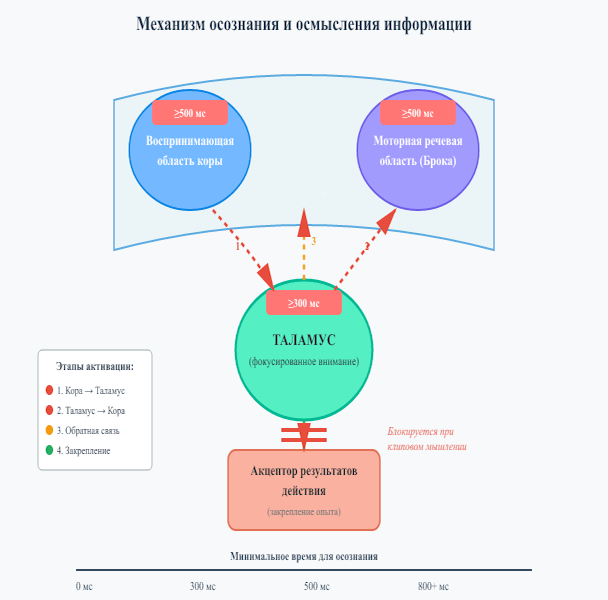 Механизм осознания и осмысления информации
≥500 мс
Воспринимающая
область коры
≥500 мс
Моторная речевая
область (Брока)
1
3
2
≥300 мс
ТАЛАМУС
(фокусированное внимание)
Этапы активации:
1. Кора → Таламус
2. Таламус → Кора
3. Обратная связь
4. Закрепление
Блокируется при
клиповом мышлении
Акцептор результатов
действия
(закрепление опыта)
Минимальное время для осознания
0 мс
300 мс
500 мс
800+ мс